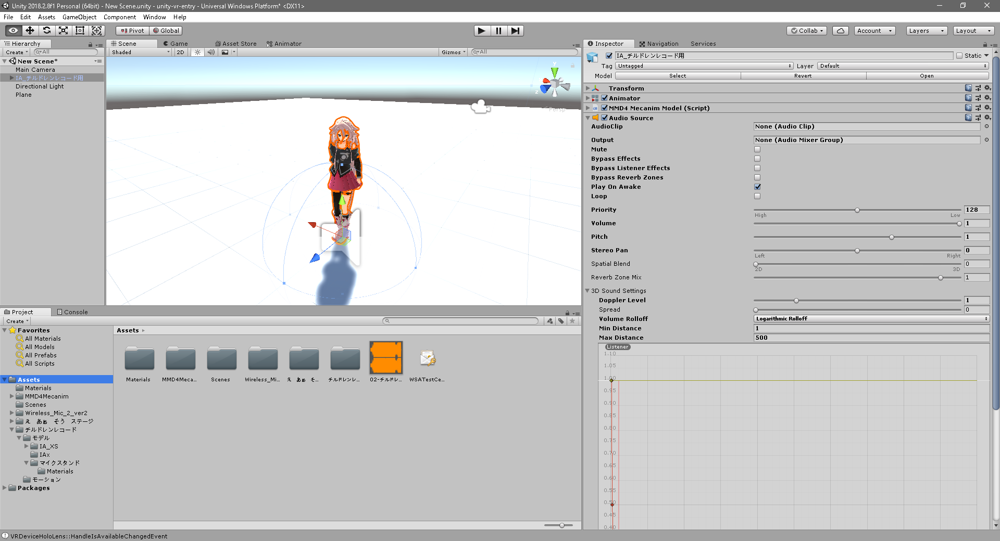 Unity 2018.2.8f1 Personal (64bit) - New Scene.unity - unity-vr-entry - Universal Windows Platform* <DX11>
File Edit Assets GameObject Component Window Help
Pivot Global Collab Account Layers Layout
Hierarchy
Create All
New Scene*
Main Camera
IA_チルドレンレコード用
Directional Light
Plane
Scene Game Asset Store Animator
Shaded 2D Gizmos All
y
z
Persp
Project Console
Create
Favorites
All Materials
All Models
All Prefabs
All Scripts
Assets
Materials
MMD4Mecanim
Scenes
Wireless_Mic_2_ver2
え あぁ そう ステージ
チルドレンレコード
モデル
IA_XS
IAx
マイクスタンド
Materials
モーション
Packages
Assets
Materials MMD4Meca... Scenes Wireless_Mi... え あぁ そ... チルドレンレ... 02-チルドレ... WSATestCe...
Inspector Navigation Services
IA_チルドレンレコード用 Static
Tag Untagged Layer Default
Model Select Revert Open
Transform
Animator
MMD4 Mecanim Model (Script)
Audio Source
AudioClip None (Audio Clip)
Output None (Audio Mixer Group)
Mute
Bypass Effects
Bypass Listener Effects
Bypass Reverb Zones
Play On Awake
Loop
Priority 128
High Low
Volume 1
Pitch 1
Stereo Pan 0
Left Right
Spatial Blend 0
2D 3D
Reverb Zone Mix 1
3D Sound Settings
Doppler Level 1
Spread 0
Volume Rolloff Logarithmic Rolloff
Min Distance 1
Max Distance 500
Listener
1.10
1.05
1.00
0.95
0.90
0.85
0.80
0.75
0.70
0.65
0.60
0.55
0.50
0.45
0.40
VRDeviceHoloLens::HandleIsAvailableChangedEvent